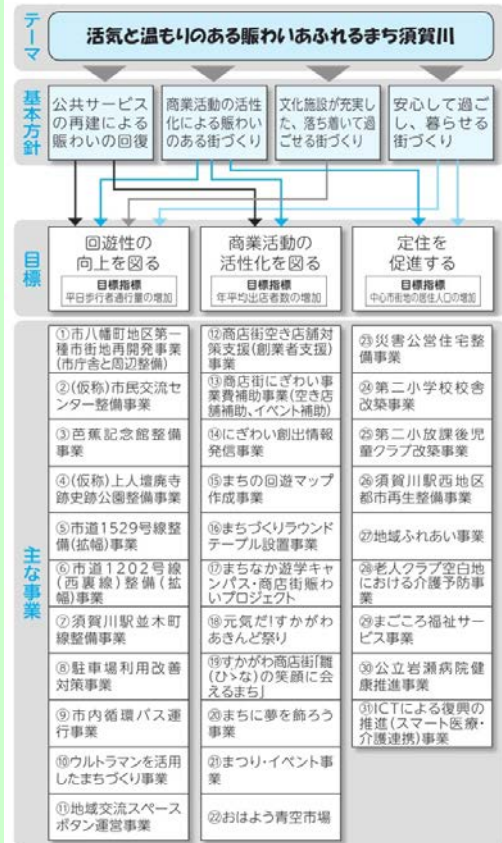 テーマ
活気と温もりのある賑わいあふれるまち須賀川
基本方針
公共サービス
の再建による
賑わいの回復
商業活動の活性
化による賑わい
のある街づくり
文化施設が充実し
た、落ち着いて過
ごせる街づくり
安心して過ご
し、暮らせる
街づくり
目標
回遊性の
向上を図る
目標指標
平日歩行者通行量の増加
商業活動の
活性化を図る
目標指標
年平均出店者数の増加
定住を
促進する
目標指標
中心市街地の居住人口の増加
主な事業
①市八幡町地区第一
種市街地再開発事業
(市庁舎と周辺整備)
②(仮称)市民交流セ
ンター整備事業
③芭蕉記念館整備
事業
④(仮称)上人壇廃寺
跡史跡公園整備事業
⑤市道1529号線整
備(拡幅)事業
⑥市道1202号線
(西裏線)整備(拡
幅)事業
⑦須賀川駅並木町
線整備事業
⑧駐車場利用改善
対策事業
⑨市内循環バス運
行事業
⑩ウルトラマンを活用
したまちづくり事業
⑪地域交流スペース
ボタン運営事業
⑫商店街空き店舗対
策支援(創業者支援)
事業
⑬商店街にぎわい事
業費補助事業(空き店
舗補助、イベント補助)
⑭にぎわい創出情報
発信事業
⑮まちの回遊マップ
作成事業
⑯まちづくりラウンド
テーブル設置事業
⑰まちなか遊学キャ
ンパス・商店街賑わ
いプロジェクト
⑱元気だ!すかがわ
あきんど祭り
⑲すかがわ商店街「雛
(ひゝな)の笑顔に会
えるまち」
⑳まちに夢を飾ろう
事業
㉑まつり・イベント事
業
㉒おはよう青空市場
㉓災害公営住宅整
備事業
㉔第二小学校校舎
改築事業
㉕第二小放課後児
童クラブ改築事業
㉖須賀川駅西地区
都市再生整備事業
㉗地域ふれあい事業
㉘老人クラブ空白地
における介護予防事
業
㉙まごころ福祉サー
ビス事業
㉚公立岩瀬病院健
康推進事業
㉛ICTによる復興の
推進(スマート医療・
介護連携)事業